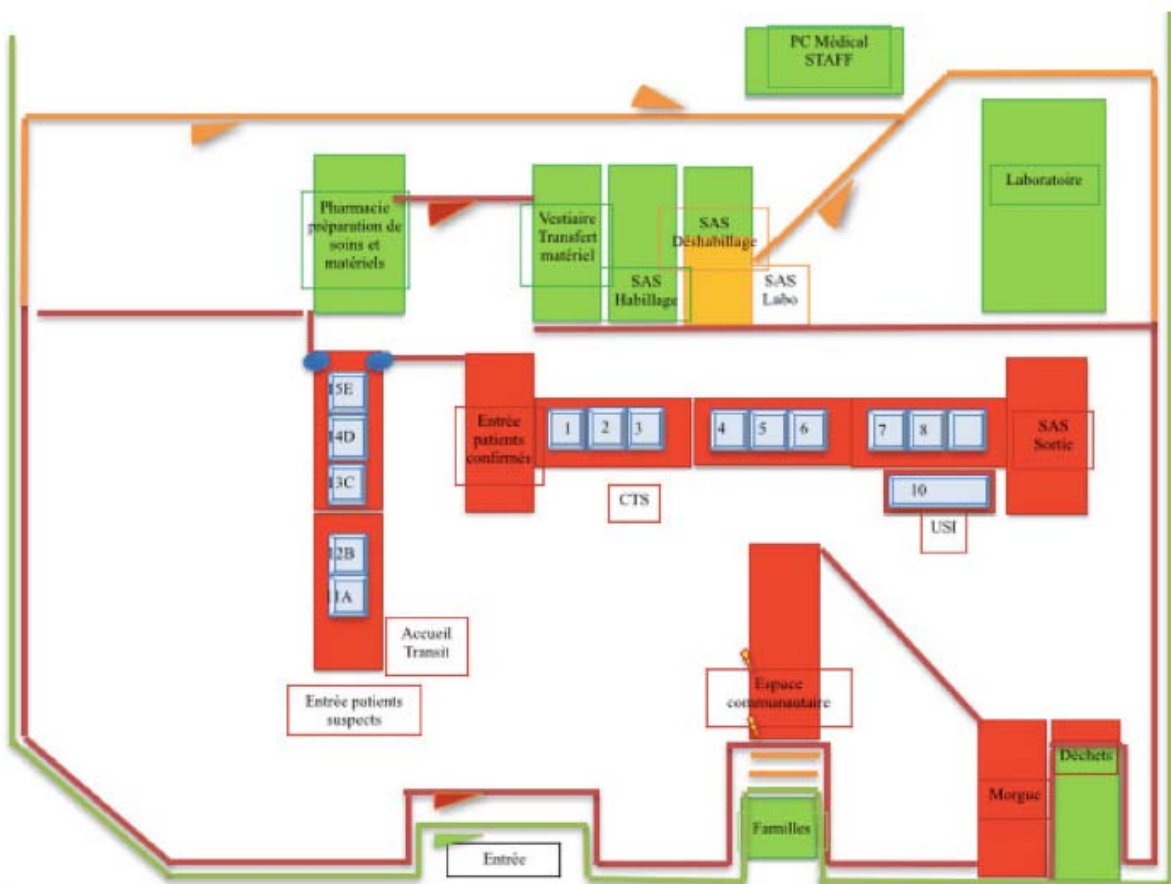 PC Mèdical
STAFF
Laboratoire
Pharmacie
préparation de
soins et
matériels
Vestiaire
Transfert
matériel
SAS
Habillage
SAS
Déshabillage
SAS
Labo
15E
14D
13C
12B
11A
Entrée
patients
confirmés
1
2
3
4
5
6
7
8
10
SAS
Sortie
CTS
USI
Accueil
Transit
Entrèe patients
suspects
Espace
communautaire
Déchets
Morgue
Familles
Entrée